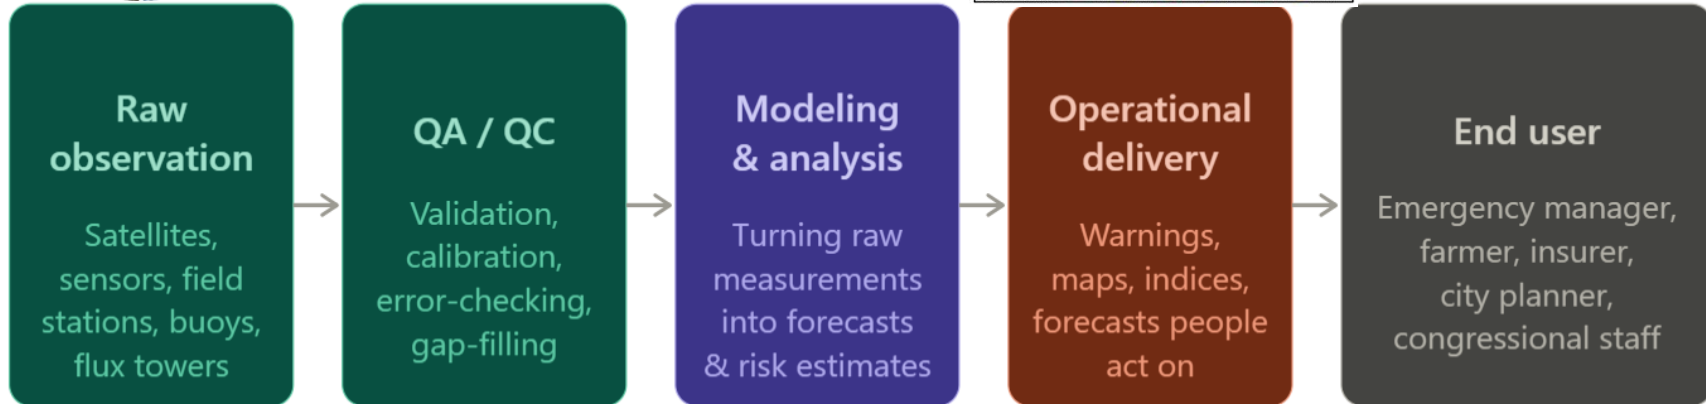 Raw
observation
Satellites,
sensors, field
stations, buoys,
flux towers
QA / QC
Validation,
calibration,
error-checking,
gap-filling
Modeling
& analysis
Turning raw
measurements
into forecasts
& risk estimates
Operational
delivery
Warnings,
maps, indices,
forecasts people
act on
End user
Emergency manager,
farmer, insurer,
city planner,
congressional staff